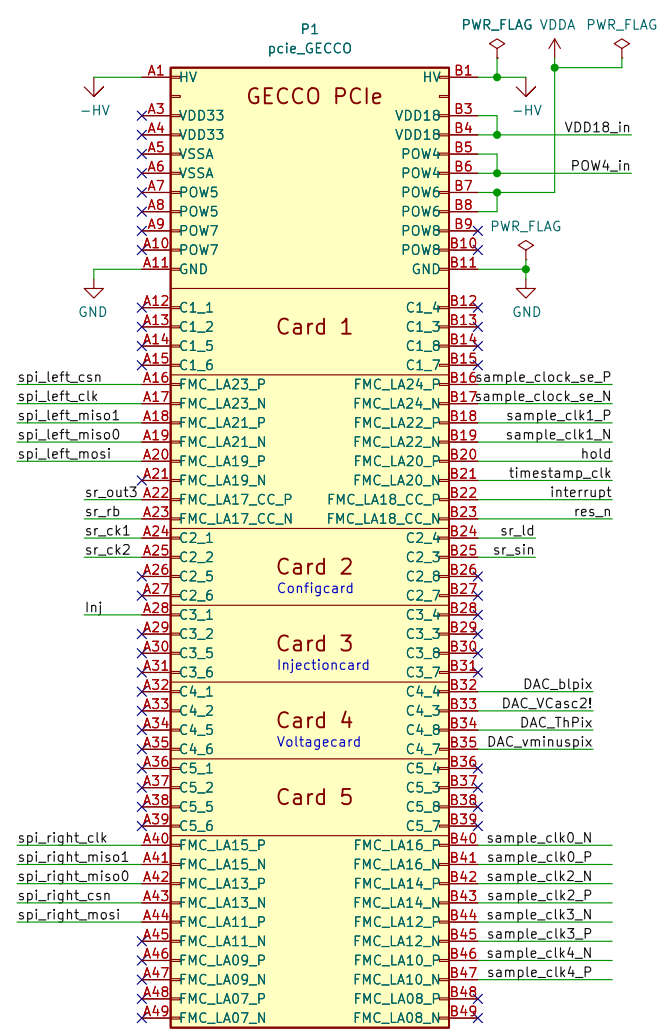 PWR_FLAG VDDA PWR_FLAG
P1
pcie_GECCO
A1 HV HV B1
GECCO PCIe
-HV -HV
A3 VDD33 VDD18 B3
A4 VDD33 VDD18 B4 VDD18_in
A5 VSSA POW4 B5
A6 VSSA POW4 B6 POW4_in
A7 POW5 POW6 B7
A8 POW5 POW6 B8
PWR_FLAG
A9 POW7 POW8 B9
A10 POW7 POW8 B10
A11 GND GND B11
GND GND
A12 C1_1 C1_4 B12
A13 C1_2 C1_3 B13
Card 1
A14 C1_5 C1_8 B14
A15 C1_6 C1_7 B15
spi_left_csn A16 FMC_LA23_P FMC_LA24_P B16 sample_clock_se_P
spi_left_clk A17 FMC_LA23_N FMC_LA24_N B17 sample_clock_se_N
spi_left_miso1 A18 FMC_LA21_P FMC_LA22_P B18 sample_clk1_P
spi_left_miso0 A19 FMC_LA21_N FMC_LA22_N B19 sample_clk1_N
spi_left_mosi A20 FMC_LA19_P FMC_LA20_P B20 hold
A21 FMC_LA19_N FMC_LA20_N B21 timestamp_clk
sr_out3 A22 FMC_LA17_CC_P FMC_LA18_CC_P B22 interrupt
sr_rb A23 FMC_LA17_CC_N FMC_LA18_CC_N B23 res_n
sr_ck1 A24 C2_1 C2_4 B24 sr_ld
sr_ck2 A25 C2_2 C2_3 B25 sr_sin
Card 2
A26 C2_5 C2_8 B26
Configcard
A27 C2_6 C2_7 B27
Inj A28 C3_1 C3_4 B28
A29 C3_2 C3_3 B29
Card 3
A30 C3_5 C3_8 B30
Injectioncard
A31 C3_6 C3_7 B31
A32 C4_1 C4_4 B32 DAC_blpix
A33 C4_2 C4_3 B33 DAC_VCasc2!
Card 4
A34 C4_5 C4_8 B34 DAC_ThPix
Voltagecard
A35 C4_6 C4_7 B35 DAC_vminuspix
A36 C5_1 C5_4 B36
A37 C5_2 C5_3 B37
Card 5
A38 C5_5 C5_8 B38
A39 C5_6 C5_7 B39
spi_right_clk A40 FMC_LA15_P FMC_LA16_P B40 sample_clk0_N
spi_right_miso1 A41 FMC_LA15_N FMC_LA16_N B41 sample_clk0_P
spi_right_miso0 A42 FMC_LA13_P FMC_LA14_P B42 sample_clk2_N
spi_right_csn A43 FMC_LA13_N FMC_LA14_N B43 sample_clk2_P
spi_right_mosi A44 FMC_LA11_P FMC_LA12_P B44 sample_clk3_N
A45 FMC_LA11_N FMC_LA12_N B45 sample_clk3_P
A46 FMC_LA09_P FMC_LA10_P B46 sample_clk4_N
A47 FMC_LA09_N FMC_LA10_N B47 sample_clk4_P
A48 FMC_LA07_P FMC_LA08_P B48
A49 FMC_LA07_N FMC_LA08_N B49